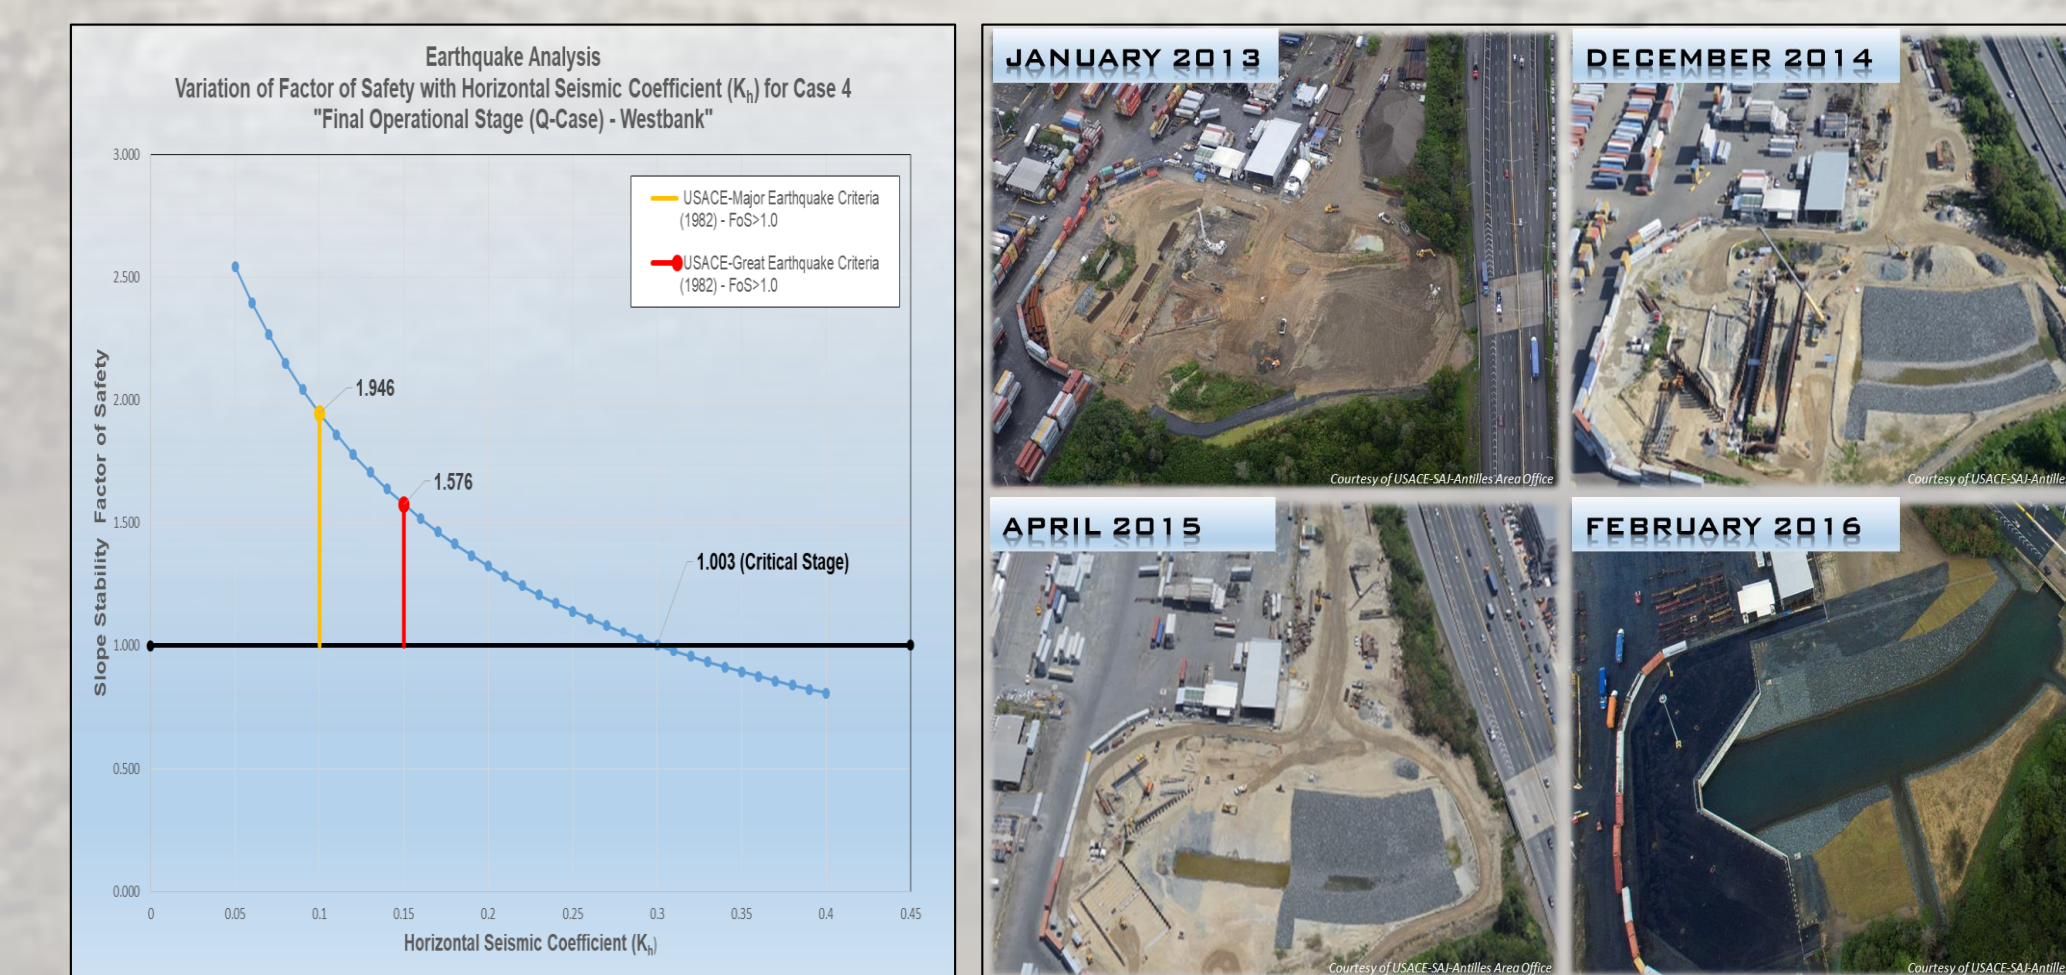 Earthquake Analysis
Variation of Factor of Safety with Horizontal Seismic Coefficient (Kh) for Case 4
"Final Operational Stage (Q-Case) - Westbank"
3.000
2.500
2.000
1.500
1.000
0.500
0.000
Slope Stability Factor of Safety
USACE-Major Earthquake Criteria
(1982) - FoS>1.0
USACE-Great Earthquake Criteria
(1982) - FoS>1.0
1.946
1.576
1.003 (Critical Stage)
0
0.05
0.1
0.15
0.2
0.25
0.3
0.35
0.4
0.45
Horizontal Seismic Coefficient (Kh)
JANUARY 2013
Courtesy of USACE-SAJ-Antilles Area Office
DECEMBER 2014
Courtesy of USACE-SAJ-Antilles
APRIL 2015
Courtesy of USACE-SAJ-Antilles Area Office
FEBRUARY 2016
Courtesy of USACE-SAJ-Antilles